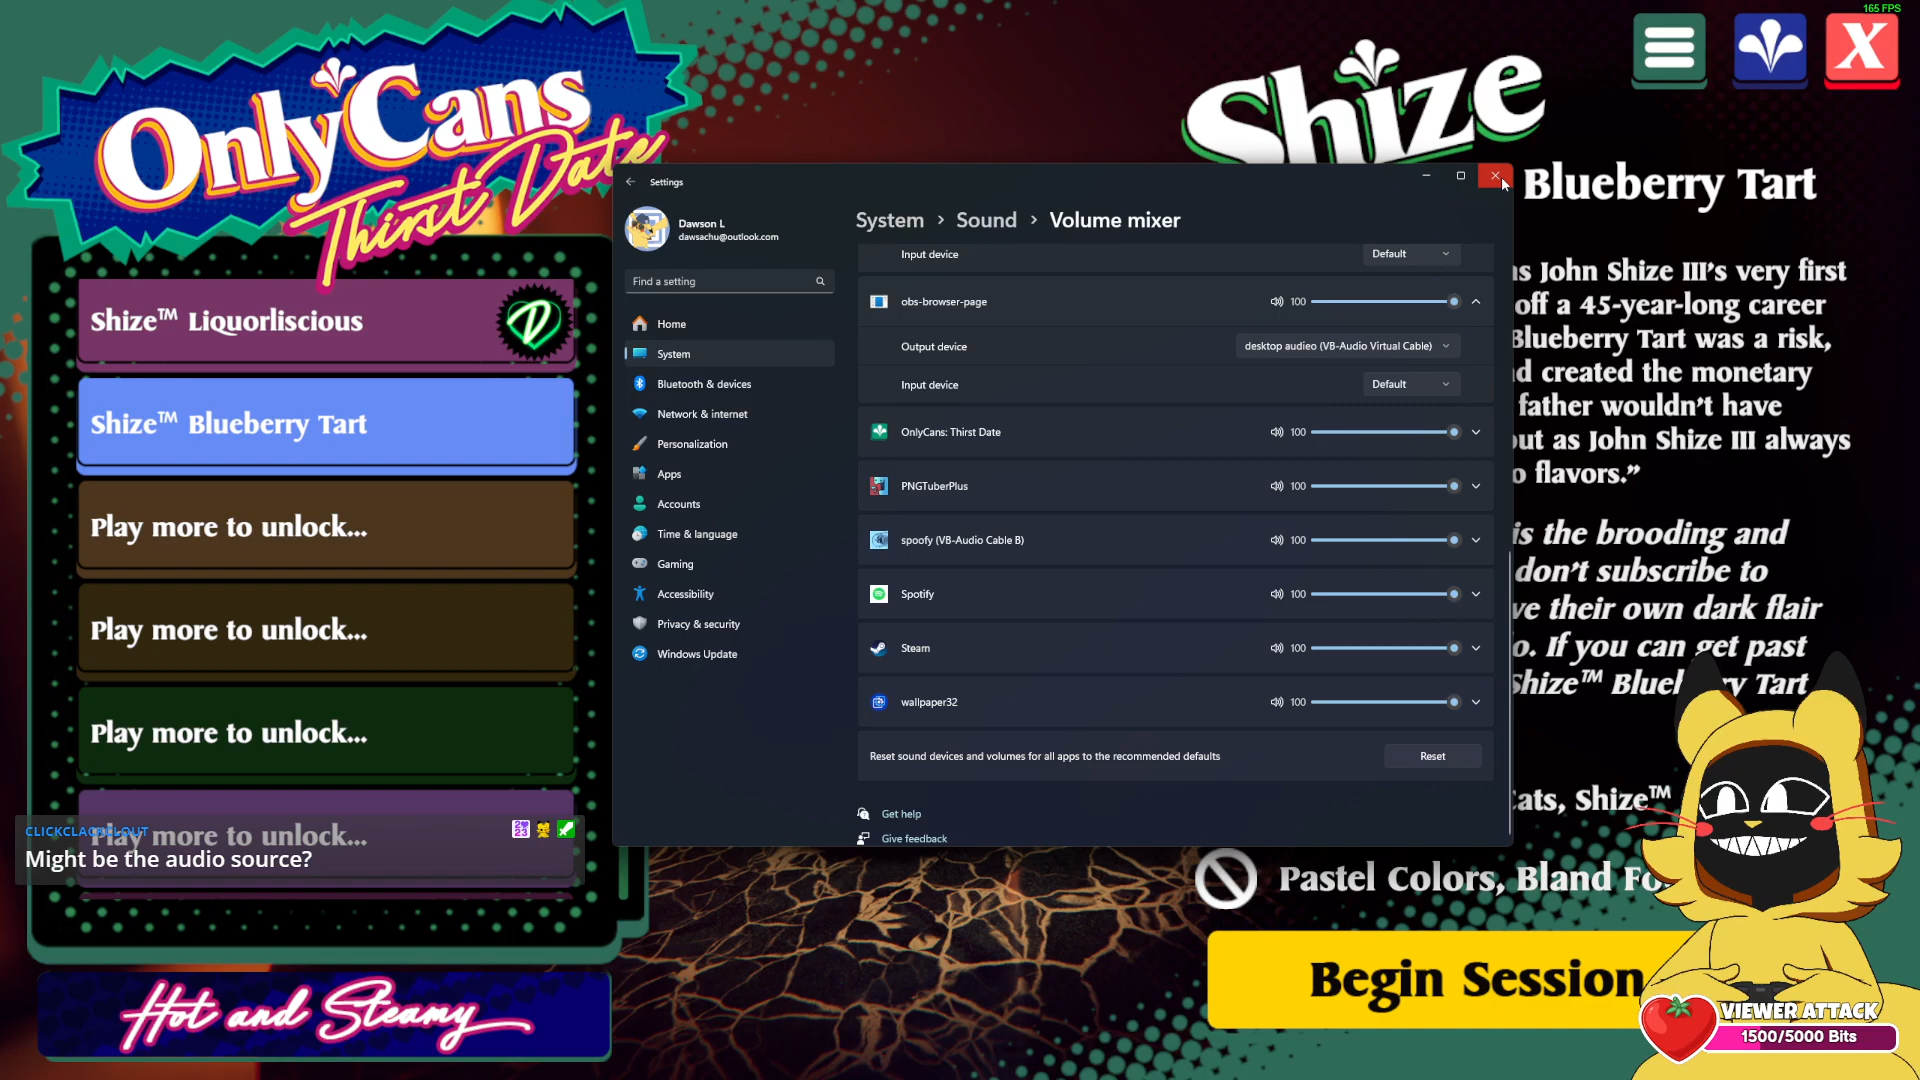 165 FPS
OnlyCans
Thirst Date
Shize
X
Blueberry Tart
Settings
Dawson L
dawsachu@outlook.com
Find a setting
Home
System
Bluetooth & devices
Network & internet
Personalization
Apps
Accounts
Time & language
Gaming
Accessibility
Privacy & security
Windows Update
System > Sound > Volume mixer
Input device Default
obs-browser-page 100
Output device desktop audieo (VB-Audio Virtual Cable)
Input device Default
OnlyCans: Thirst Date 100
PNGTuberPlus 100
spoofy (VB-Audio Cable B) 100
Spotify 100
Steam 100
wallpaper32 100
Reset sound devices and volumes for all apps to the recommended defaults Reset
Get help
Give feedback
Shize™ Liquorliscious
Shize™ Blueberry Tart
Play more to unlock...
Play more to unlock...
Play more to unlock...
Play more to unlock...
CLICKCLACKCLOUT
2023
Might be the audio source?
Hot and Steamy
as John Shize III's very first
off a 45-year-long career
Blueberry Tart was a risk,
created the monetary
father wouldn't have
but as John Shize III always
flavors."
is the brooding and
don't subscribe to
their own dark flair
If you can get past
Shize™ Blueberry Tart
Shize™
Pastel Colors, Bland
Begin Session
VIEWER ATTACK
1500/5000 Bits